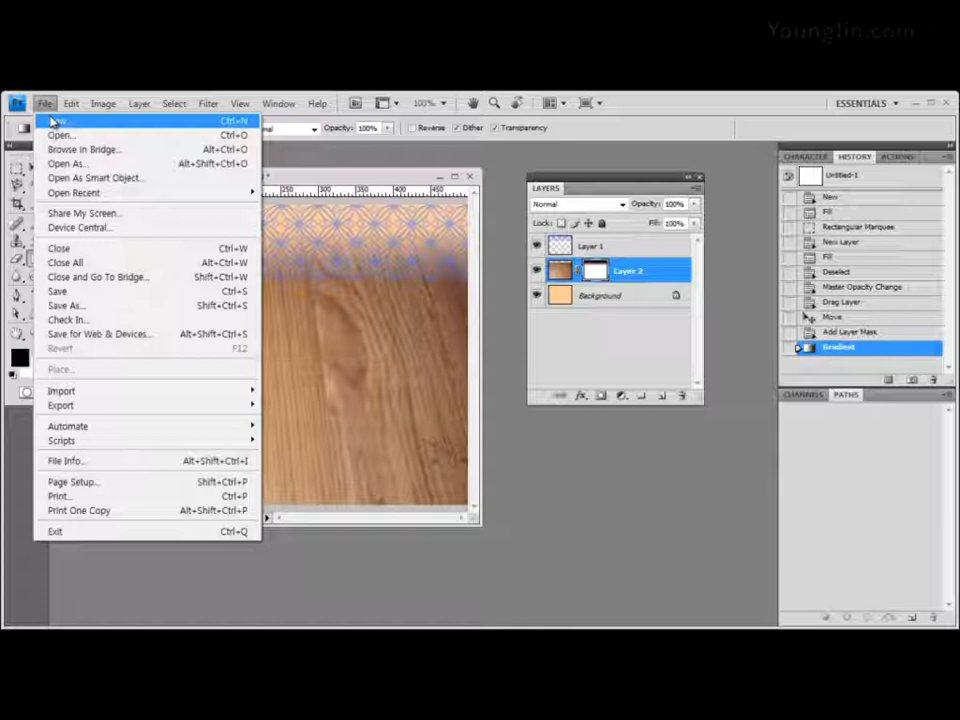 Younglin.com
Ps File Edit Image Layer Select Filter View Window Help 100% ESSENTIALS
Opacity: 100% Reverse Dither Transparency
Ctrl+N
Open... Ctrl+O
Browse in Bridge... Alt+Ctrl+O
Open As... Alt+Shift+Ctrl+O
Open As Smart Object...
Open Recent
Share My Screen...
Device Central...
Close Ctrl+W
Close All Alt+Ctrl+W
Close and Go To Bridge... Shift+Ctrl+W
Save Ctrl+S
Save As... Shift+Ctrl+S
Check In...
Save for Web & Devices... Alt+Shift+Ctrl+S
Revert F12
Place...
Import
Export
Automate
Scripts
File Info... Alt+Shift+Ctrl+I
Page Setup... Shift+Ctrl+P
Print... Ctrl+P
Print One Copy Alt+Shift+Ctrl+P
Exit Ctrl+Q
250 300 350 400 450
LAYERS
Normal Opacity: 100%
Lock: Fill: 100%
Layer 1
Layer 2
Background
CHARACTER HISTORY ACTIONS
Untitled-1
New
Fill
Rectangular Marquee
New Layer
Fill
Deselect
Master Opacity Change
Drag Layer
Move
Add Layer Mask
Gradient
CHANNELS PATHS